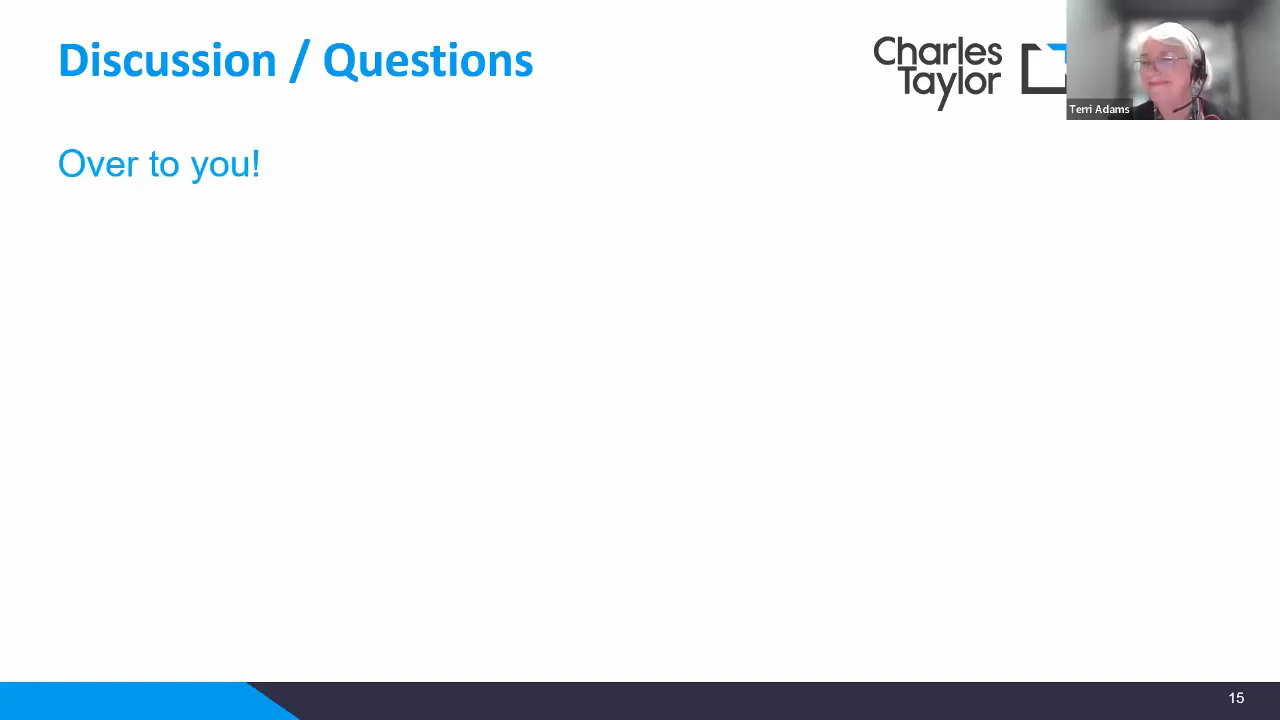 Discussion / Questions
Charles
Taylor
Terri Adams
Over to you!
15